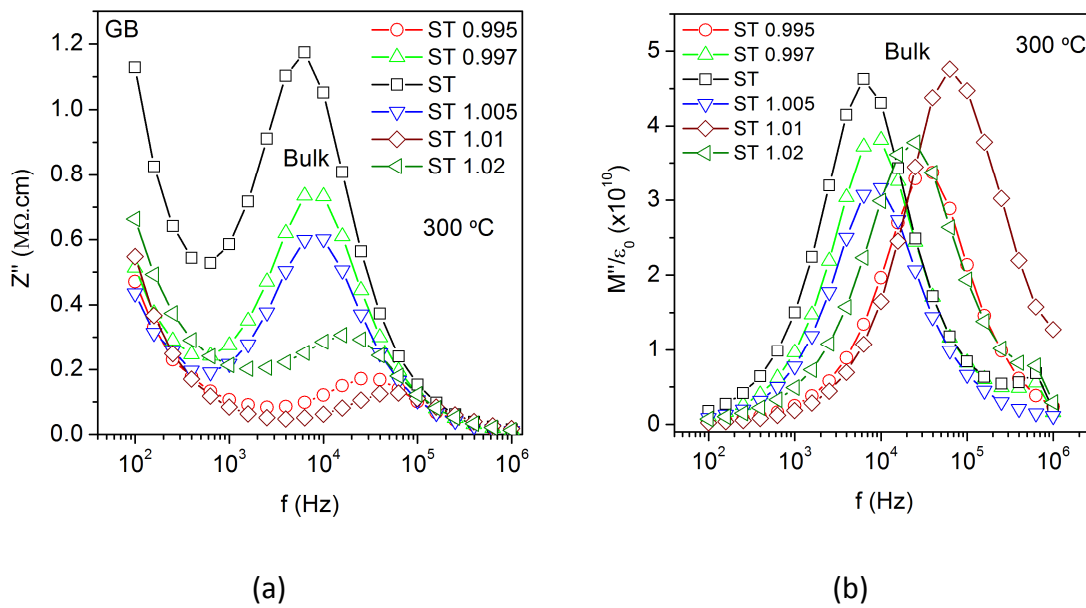 GB
ST 0.995
ST 0.997
ST
ST 1.005
ST 1.01
ST 1.02
Bulk
300 °C
1.2
1.0
0.8
0.6
0.4
0.2
0.0
Z'' (MΩ.cm)
10² 10³ 10⁴ 10⁵ 10⁶
f (Hz)
(a)
ST 0.995
ST 0.997
ST
ST 1.005
ST 1.01
ST 1.02
Bulk
300 °C
5
4
3
2
1
0
M''/ε₀ (x10¹⁰)
10² 10³ 10⁴ 10⁵ 10⁶
f (Hz)
(b)